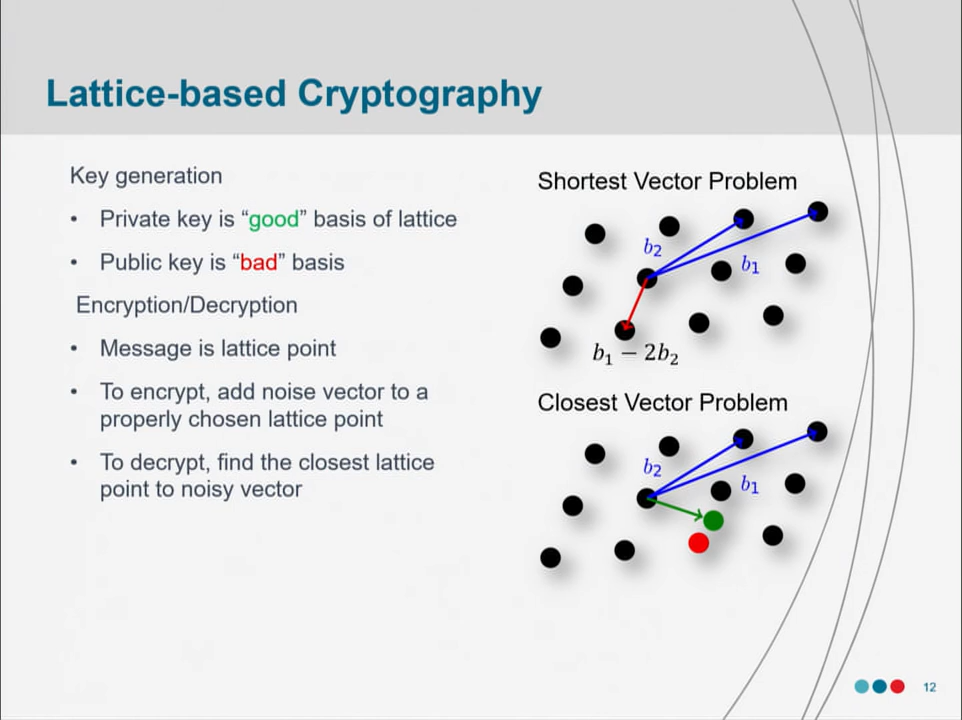 Lattice-based Cryptography
Key generation
• Private key is “good” basis of lattice
• Public key is “bad” basis
Encryption/Decryption
• Message is lattice point
• To encrypt, add noise vector to a
properly chosen lattice point
• To decrypt, find the closest lattice
point to noisy vector
Shortest Vector Problem
b₂
b₁
b₁ − 2b₂
Closest Vector Problem
b₂
b₁
12